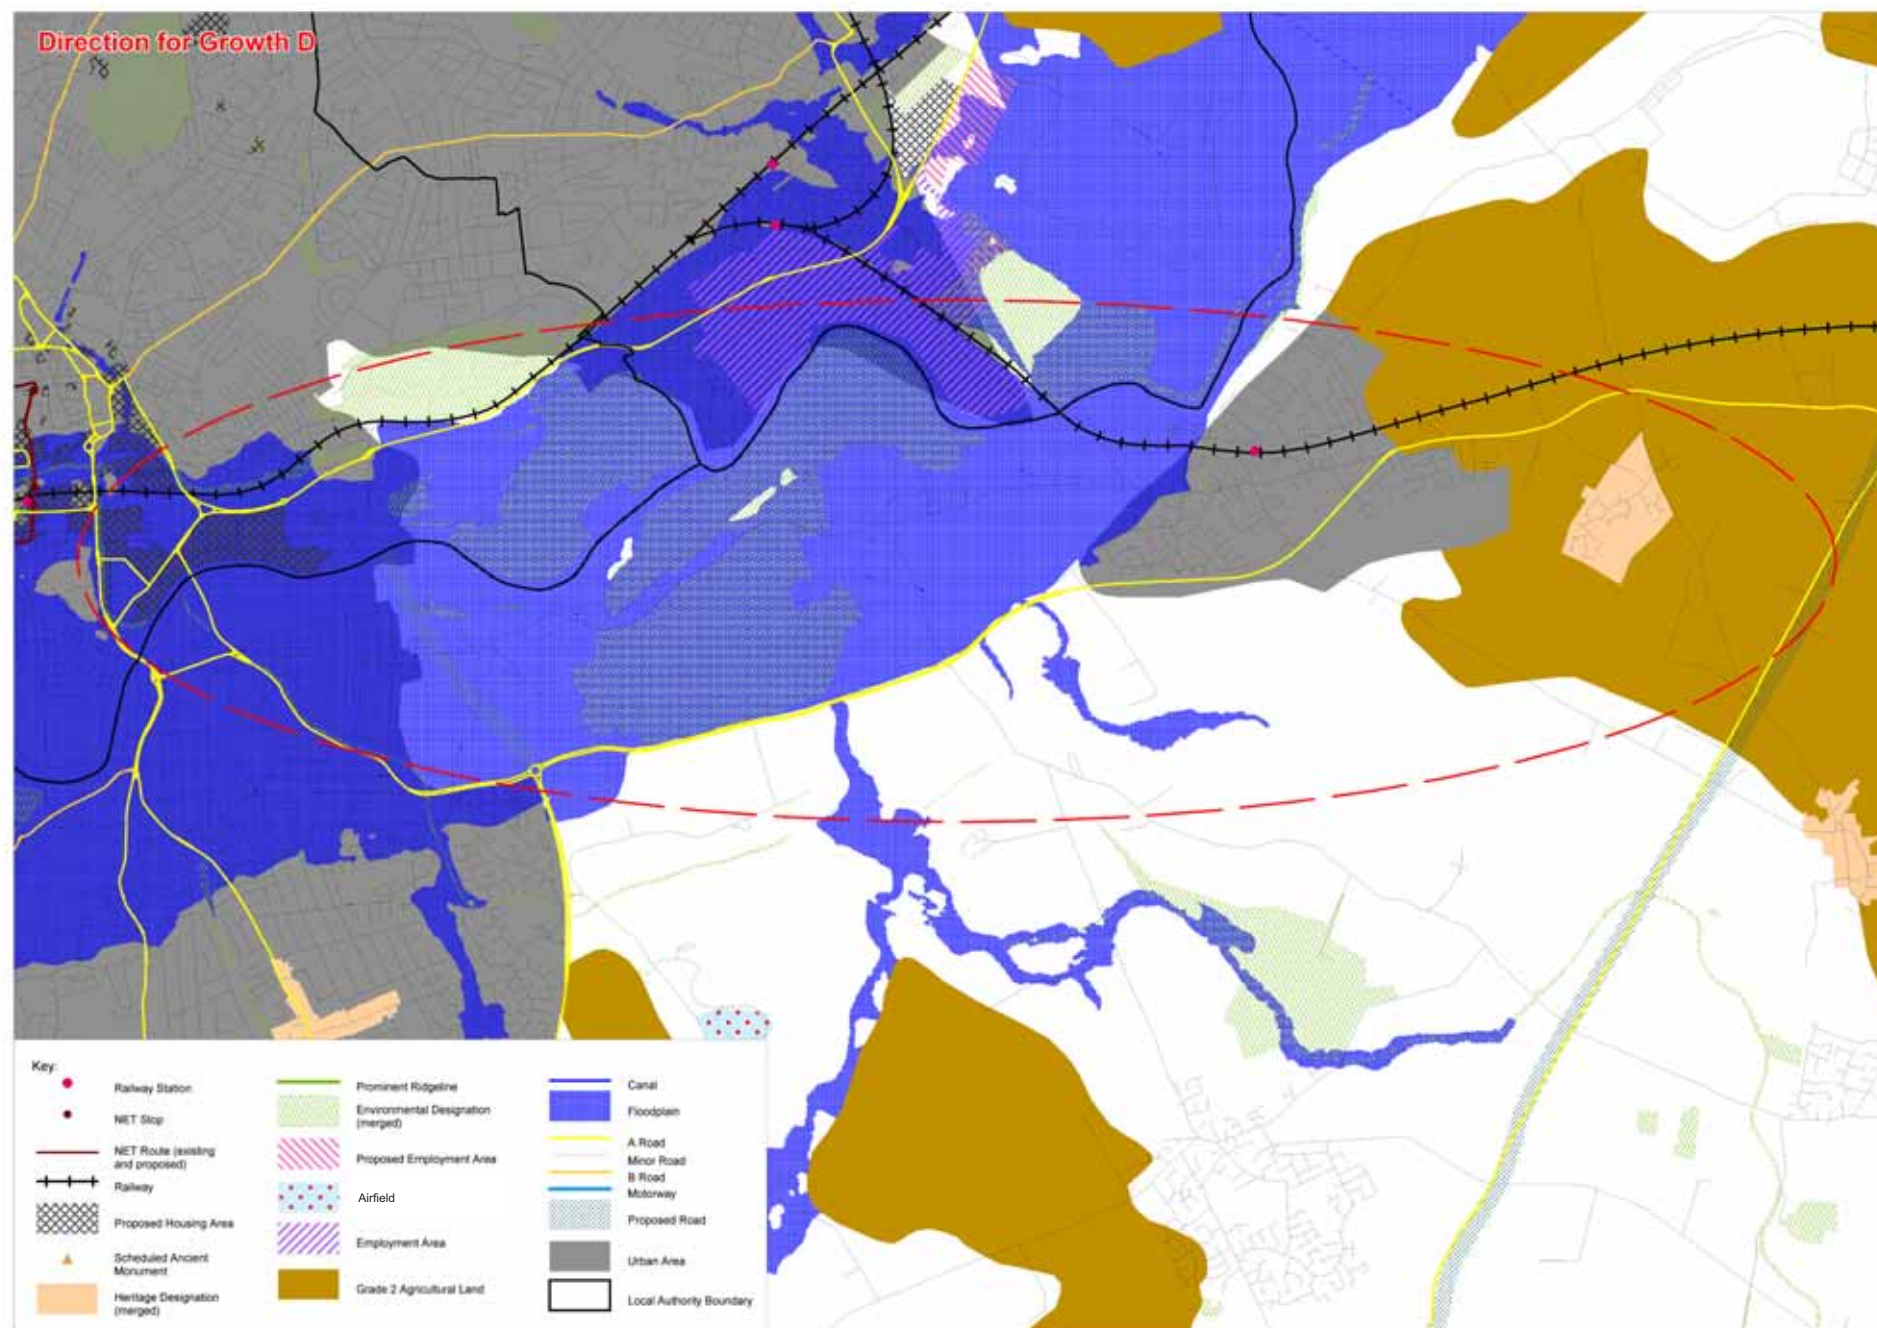 Direction for Growth D
Key:
Railway Station
NET Stop
NET Route (existing
and proposed)
Railway
Proposed Housing Area
Scheduled Ancient
Monument
Heritage Designation
(merged)
Prominent Ridgeline
Environmental Designation
(merged)
Proposed Employment Area
Airfield
Employment Area
Grade 2 Agricultural Land
Canal
Floodplain
A Road
Minor Road
B Road
Motorway
Proposed Road
Urban Area
Local Authority Boundary